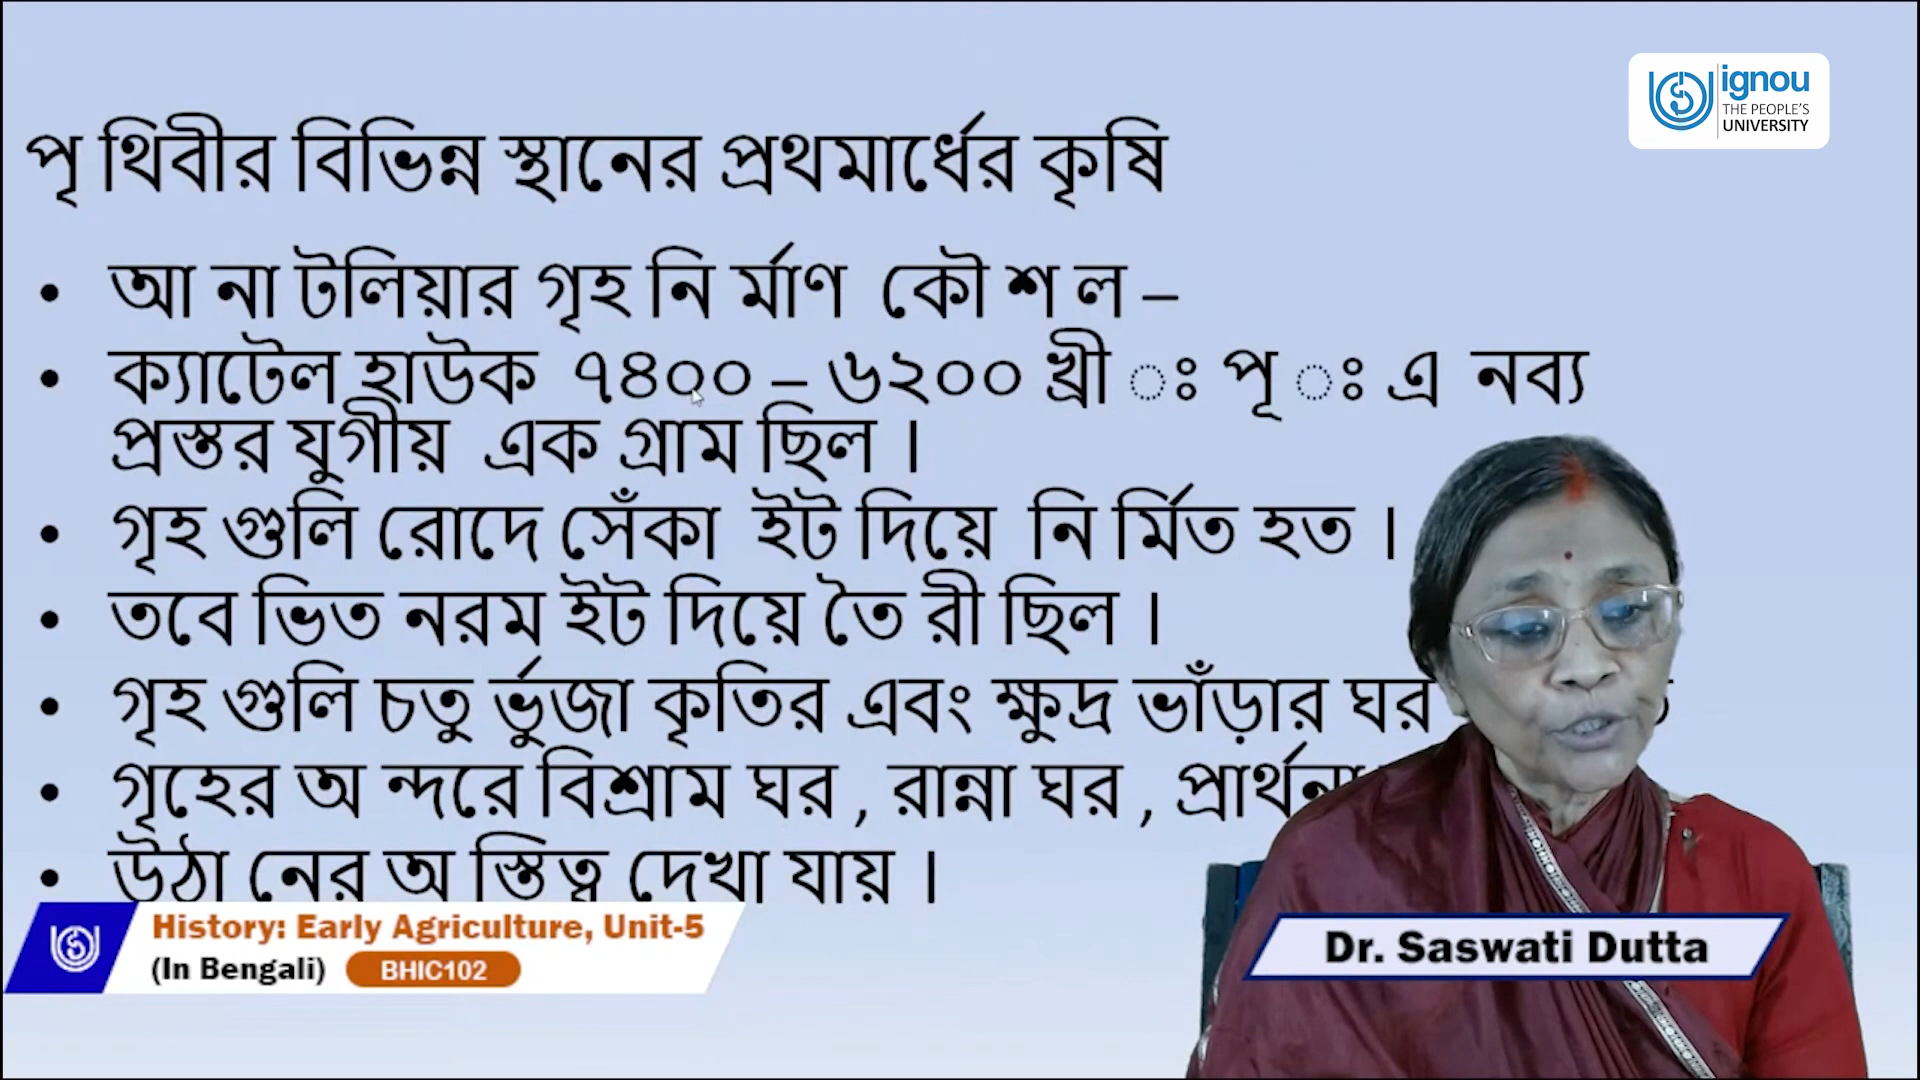 ignou
THE PEOPLE'S
UNIVERSITY
পৃ থিবীর বিভিন্ন স্থানের প্রথমার্ধের কৃষি
• আ না টলিয়ার গৃহ নি র্মাণ কৌ শ ল –
• ক্যাটেল হাউক ৭৪০০ – ৬২০০ খ্রী ঃ পূ ঃ এ নব্য
প্রস্তর যুগীয় এক গ্রাম ছিল ।
• গৃহ গুলি রোদে সেঁকা ইট দিয়ে নি র্মিত হত ।
• তবে ভিত নরম ইট দিয়ে তৈ রী ছিল ।
• গৃহ গুলি চতু র্ভুজা কৃতির এবং ক্ষুদ্র ভাঁড়ার ঘর
• গৃহের অ ন্দরে বিশ্রাম ঘর , রান্না ঘর ,
• উঠা নের অ স্তিত্ব দেখা যায় ।
History: Early Agriculture, Unit-5
(In Bengali) BHIC102
Dr. Saswati Dutta